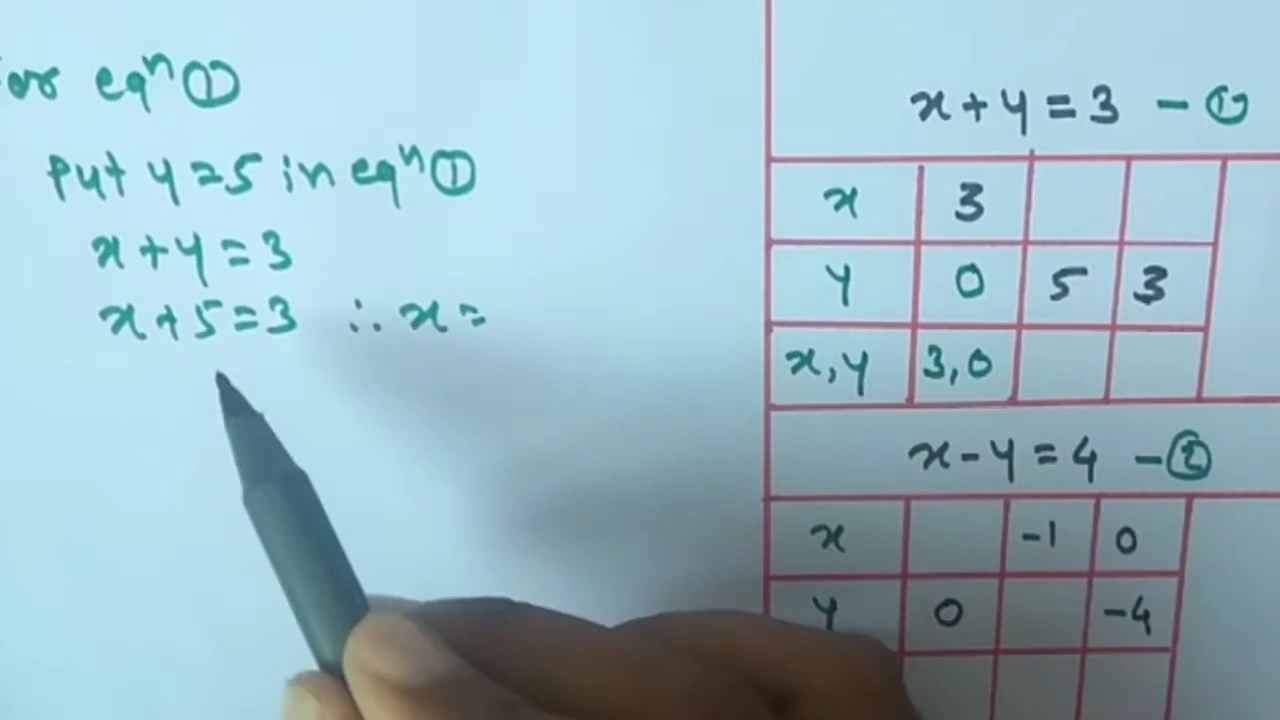 For eqⁿ ①
Put y=5 in eqⁿ ①
x+y=3
x+5=3 ∴ x=
x+y=3 - ①
x 3
y 0 5 3
x,y 3,0
x-y=4 - ②
x -1 0
y 0 -4